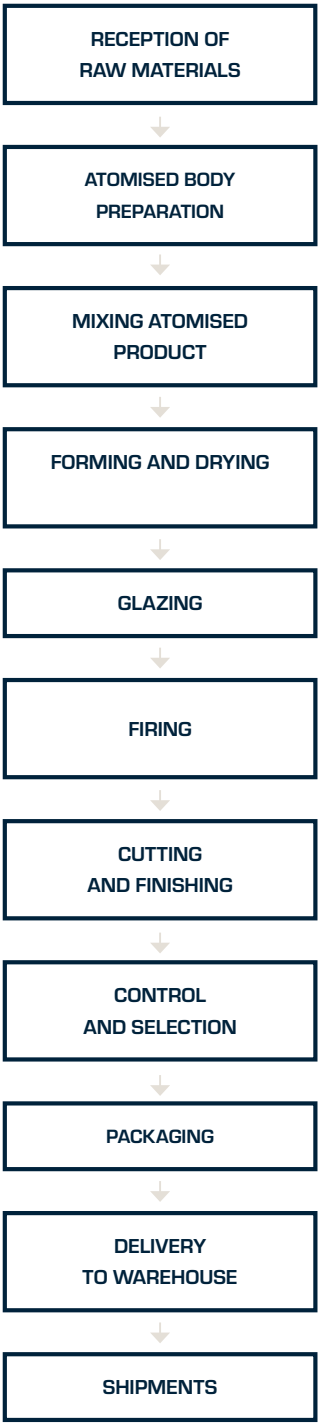 RECEPTION OF
RAW MATERIALS
ATOMISED BODY
PREPARATION
MIXING ATOMISED
PRODUCT
FORMING AND DRYING
GLAZING
FIRING
CUTTING
AND FINISHING
CONTROL
AND SELECTION
PACKAGING
DELIVERY
TO WAREHOUSE
SHIPMENTS